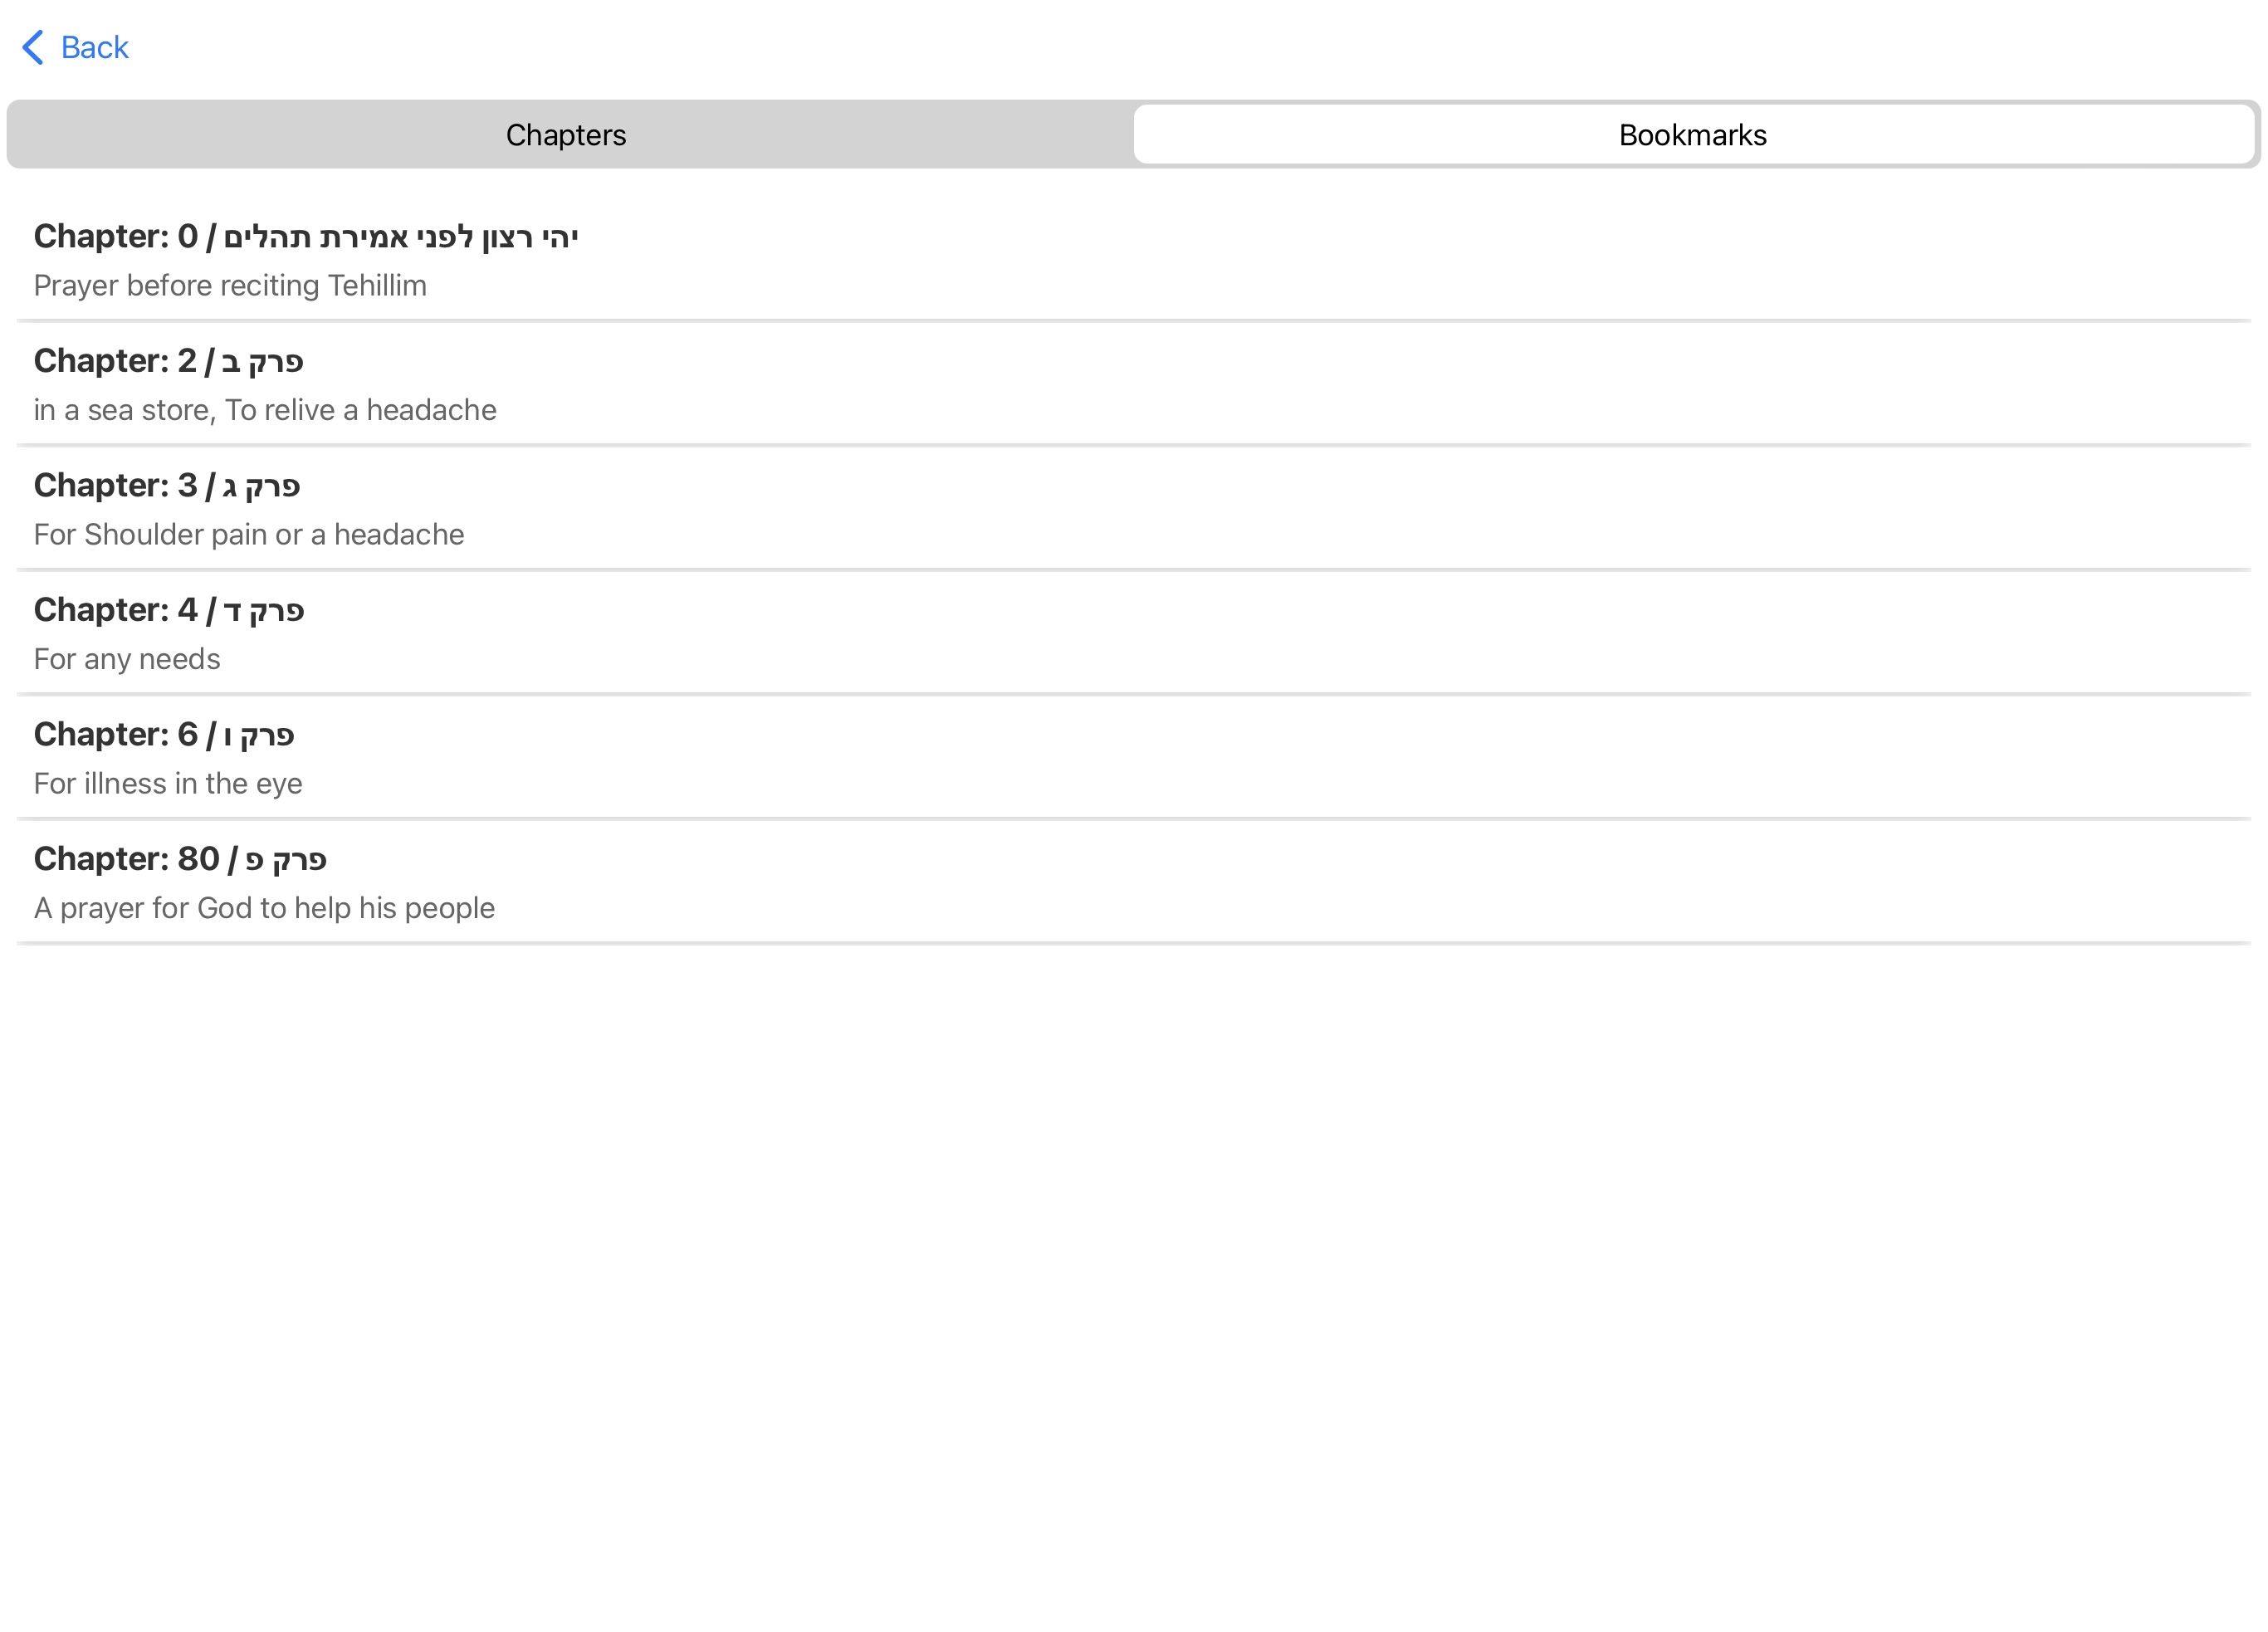 Back
Chapters
Bookmarks
Chapter: 0 / יהי רצון לפני אמירת תהלים
Prayer before reciting Tehillim
Chapter: 2 / פרק ב
in a sea store, To relive a headache
Chapter: 3 / פרק ג
For Shoulder pain or a headache
Chapter: 4 / פרק ד
For any needs
Chapter: 6 / פרק ו
For illness in the eye
Chapter: 80 / פרק פ
A prayer for God to help his people